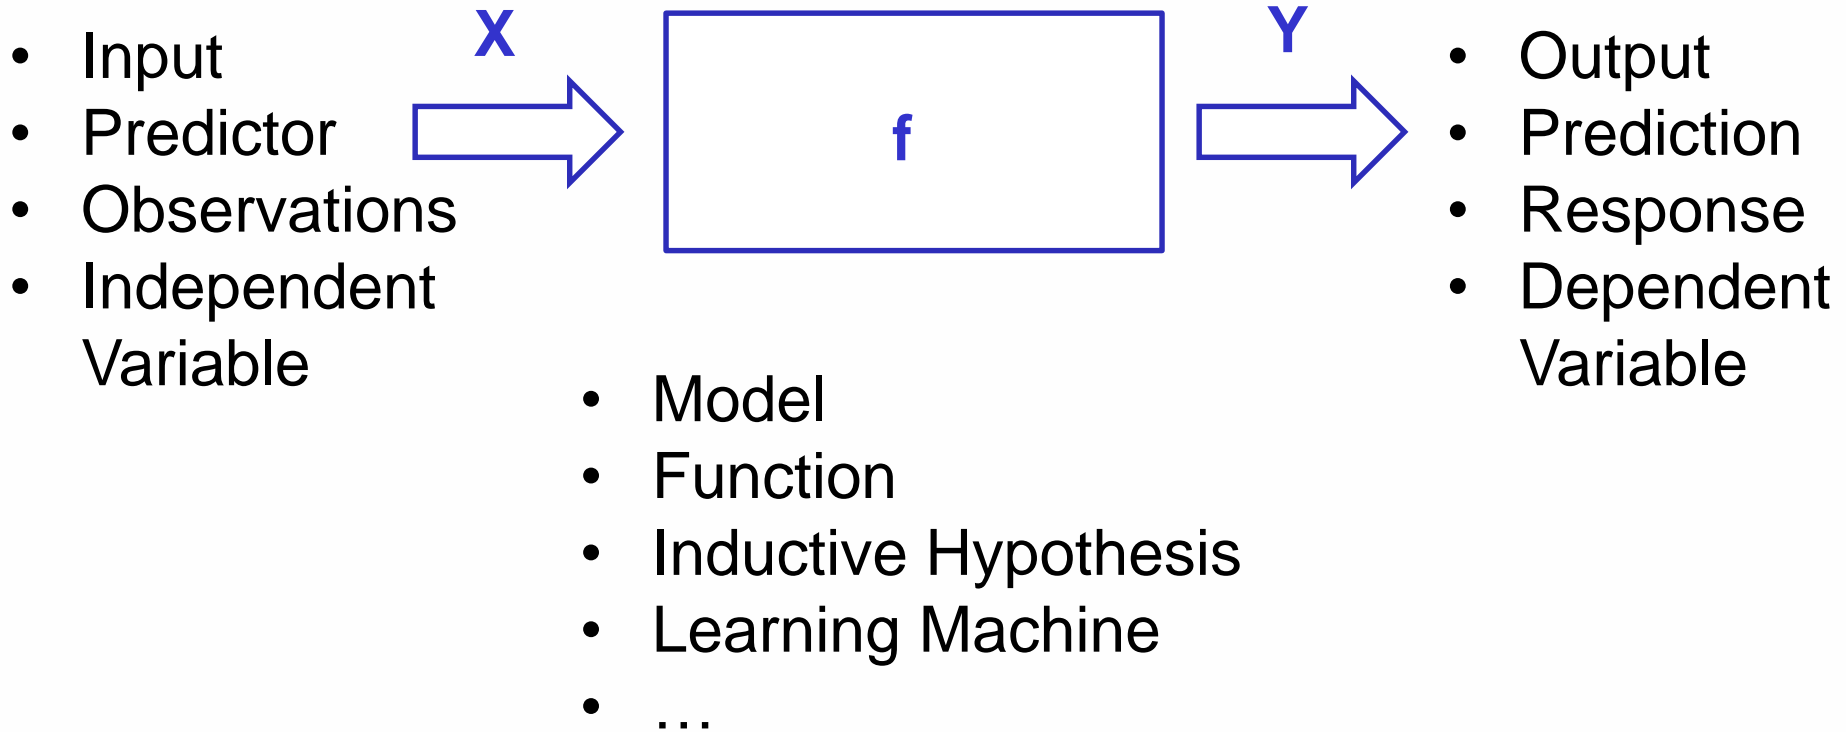 X
• Input
• Predictor
• Observations
• Independent
Variable
f
Y
• Output
• Prediction
• Response
• Dependent
Variable
• Model
• Function
• Inductive Hypothesis
• Learning Machine
• …